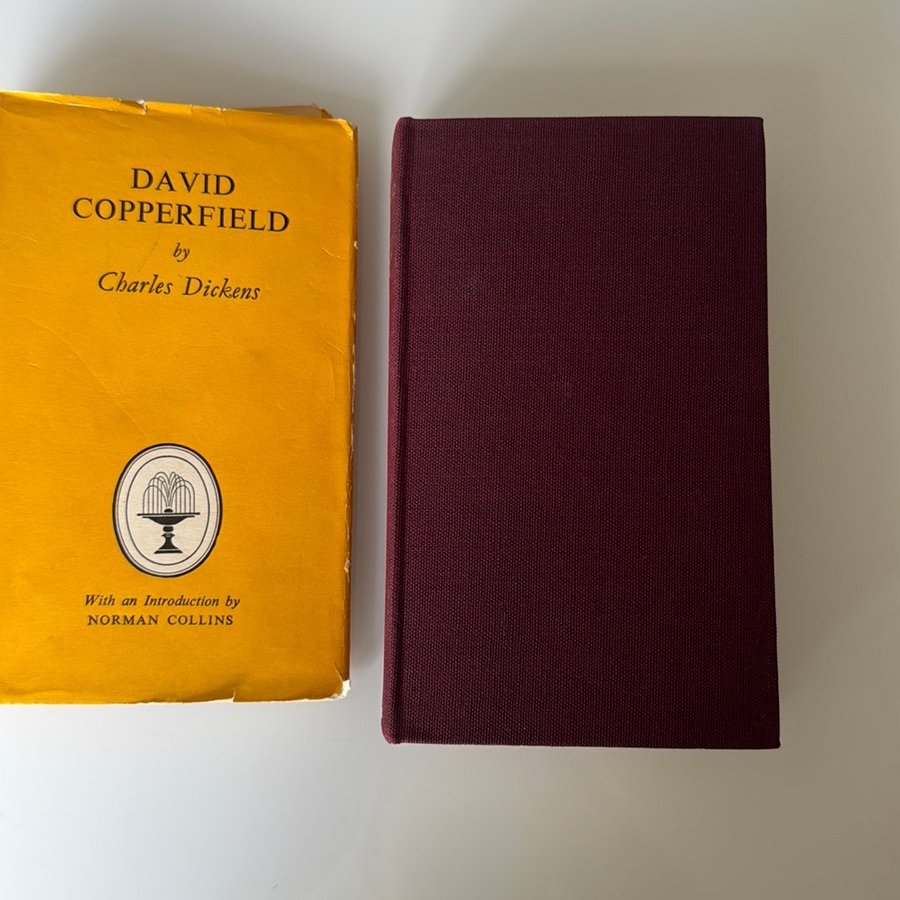 DAVID
COPPERFIELD
by
Charles Dickens
With an Introduction by
NORMAN COLLINS